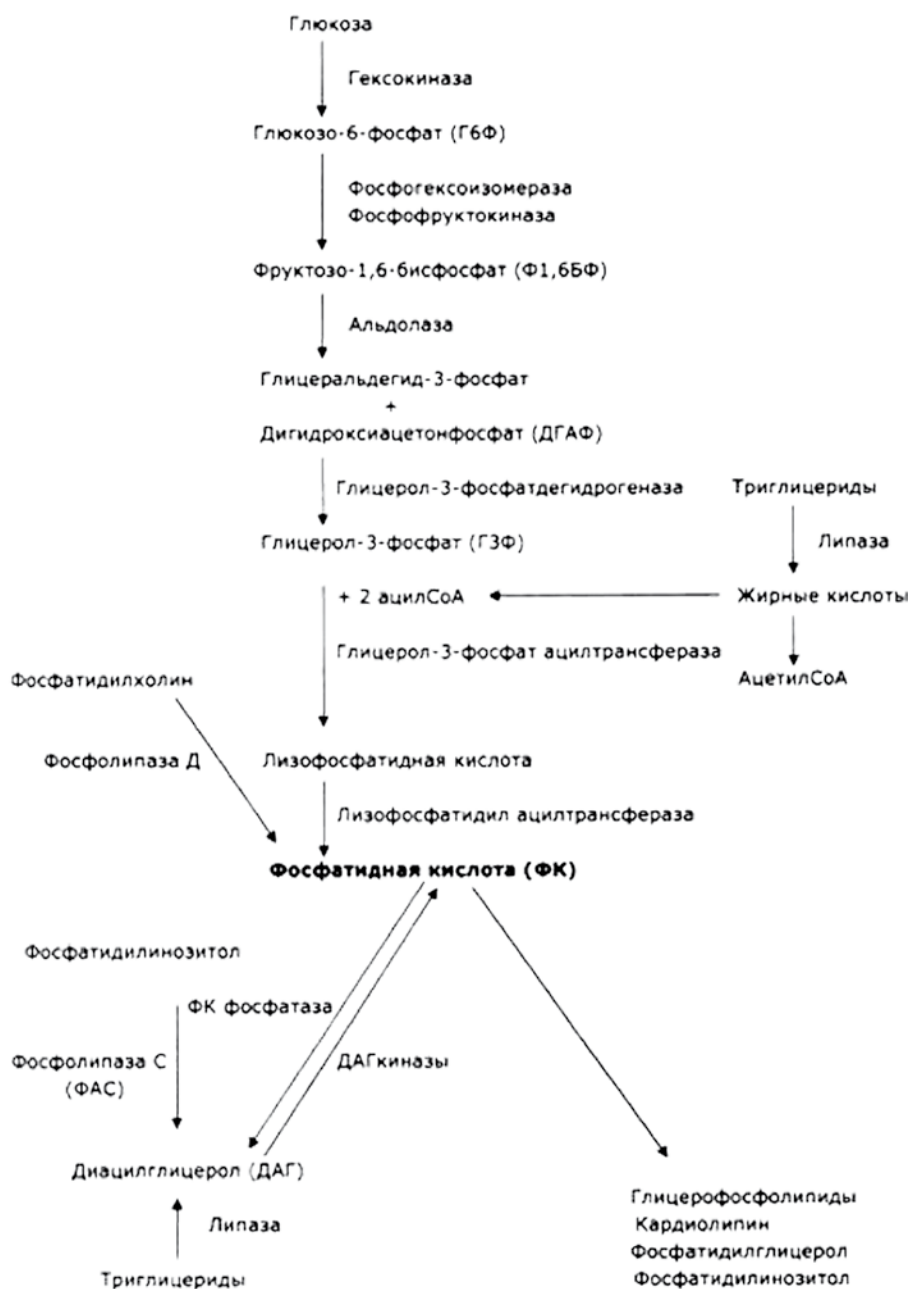 Глюкоза
Гексокиназа
Глюкозо-6-фосфат (Г6Ф)
Фосфогексоизомераза
Фосфофруктокиназа
Фруктозо-1,6-бисфосфат (Ф1,6БФ)
Альдолаза
Глицеральдегид-3-фосфат
+
Дигидроксиацетонфосфат (ДГАФ)
Глицерол-3-фосфатдегидрогеназа
Триглицериды
Глицерол-3-фосфат (ГЗФ)
Липаза
+ 2 ацилСоА
Жирные кислоты
Глицерол-3-фосфат ацилтрансфераза
Фосфатидилхолин
АцетилСоА
Фосфолипаза Д
Лизофосфатидная кислота
Лизофосфатидил ацилтрансфераза
Фосфатидная кислота (ФК)
Фосфатидилинозитол
ФК фосфатаза
Фосфолипаза С
(ФАС)
ДАГкиназы
Диацилглицерол (ДАГ)
Липаза
Триглицериды
Глицерофосфолипиды
Кардиолипин
Фосфатидилглицерол
Фосфатидилинозитол